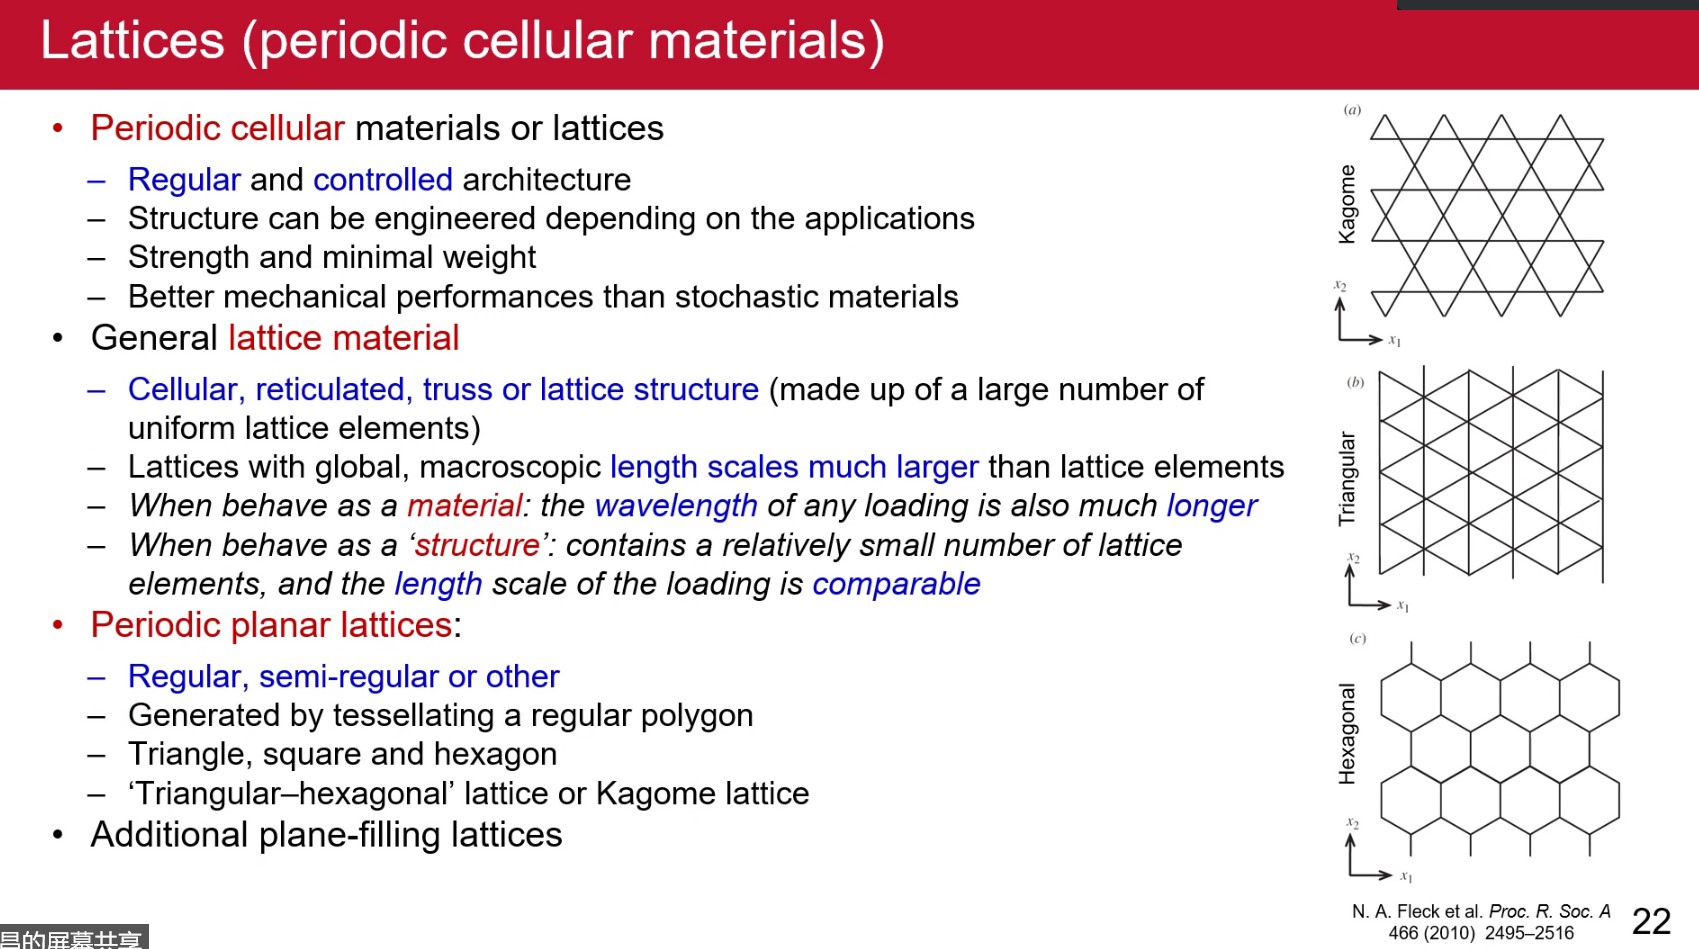 Lattices (periodic cellular materials)
• Periodic cellular materials or lattices
– Regular and controlled architecture
– Structure can be engineered depending on the applications
– Strength and minimal weight
– Better mechanical performances than stochastic materials
• General lattice material
– Cellular, reticulated, truss or lattice structure (made up of a large number of
uniform lattice elements)
– Lattices with global, macroscopic length scales much larger than lattice elements
– When behave as a material: the wavelength of any loading is also much longer
– When behave as a ‘structure’: contains a relatively small number of lattice
elements, and the length scale of the loading is comparable
• Periodic planar lattices:
– Regular, semi-regular or other
– Generated by tessellating a regular polygon
– Triangle, square and hexagon
– ‘Triangular–hexagonal’ lattice or Kagome lattice
• Additional plane-filling lattices
(a)
Kagome
x2
x1
(b)
Triangular
x2
x1
(c)
Hexagonal
x2
x1
N. A. Fleck et al. Proc. R. Soc. A
466 (2010) 2495–2516
22
昌的屏幕共享